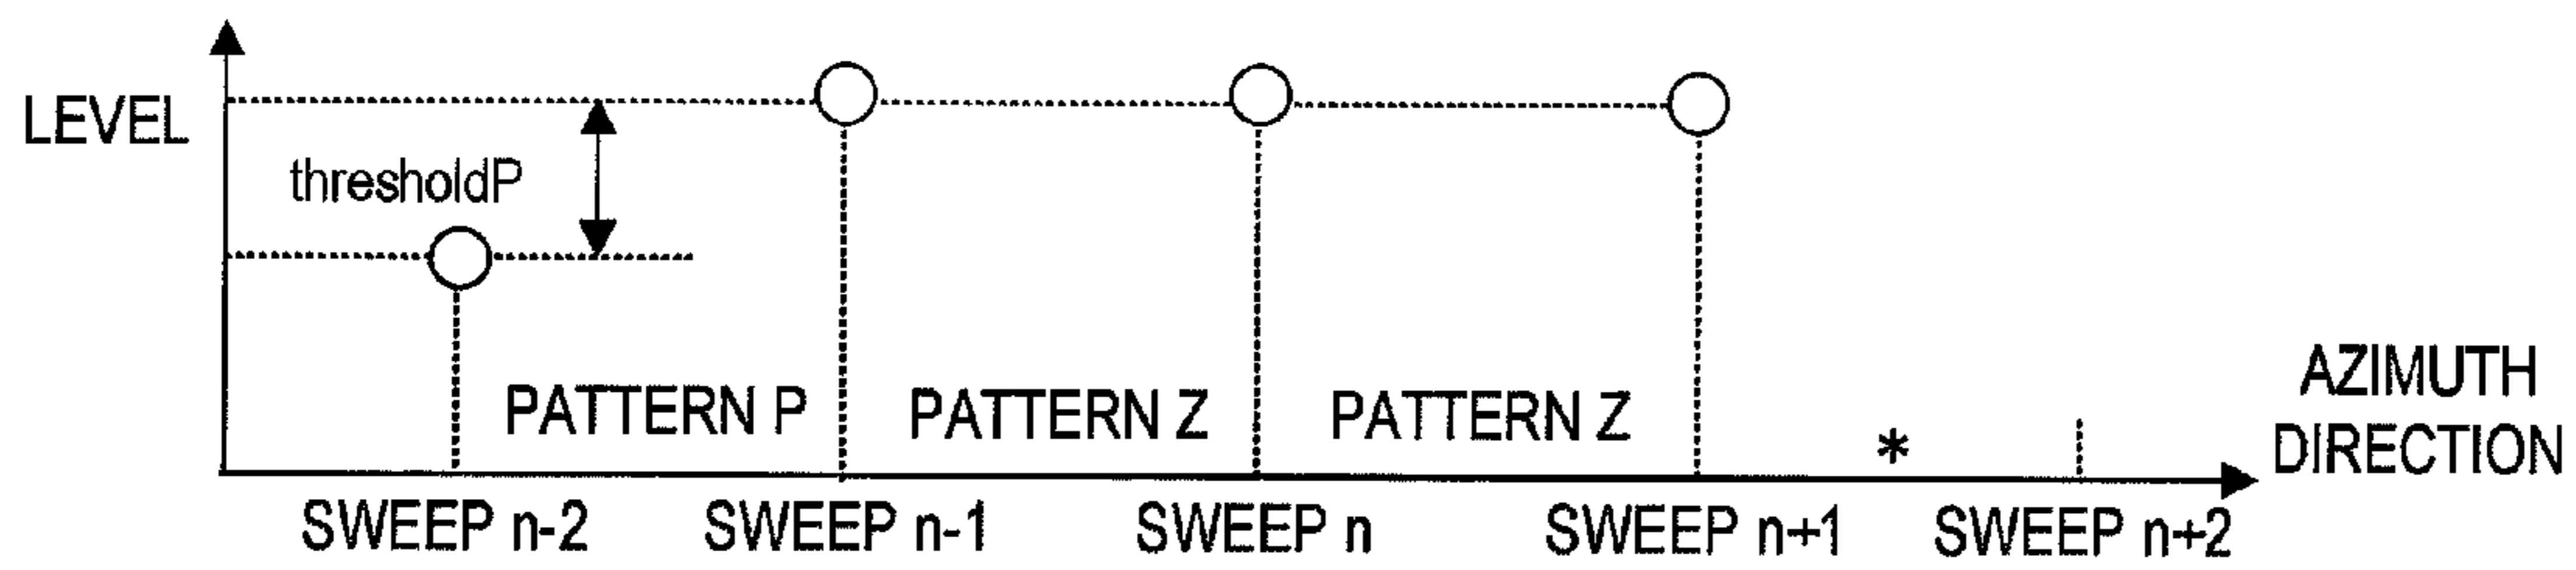 LEVEL
thresholdP
PATTERN P
PATTERN Z
PATTERN Z
*
AZIMUTH
DIRECTION
SWEEP n-2
SWEEP n-1
SWEEP n
SWEEP n+1
SWEEP n+2